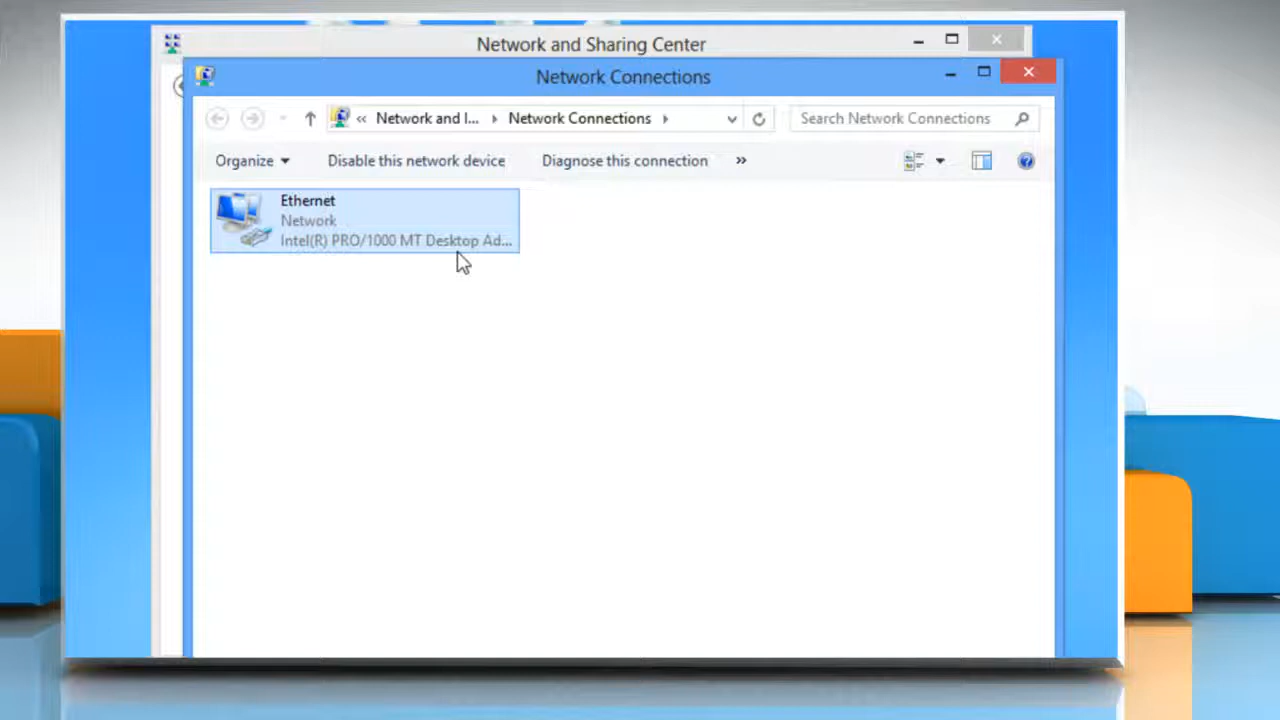 Network and Sharing Center
Network Connections
« Network and I... Network Connections
Search Network Connections
Organize Disable this network device Diagnose this connection »
Ethernet
Network
Intel(R) PRO/1000 MT Desktop Ad...